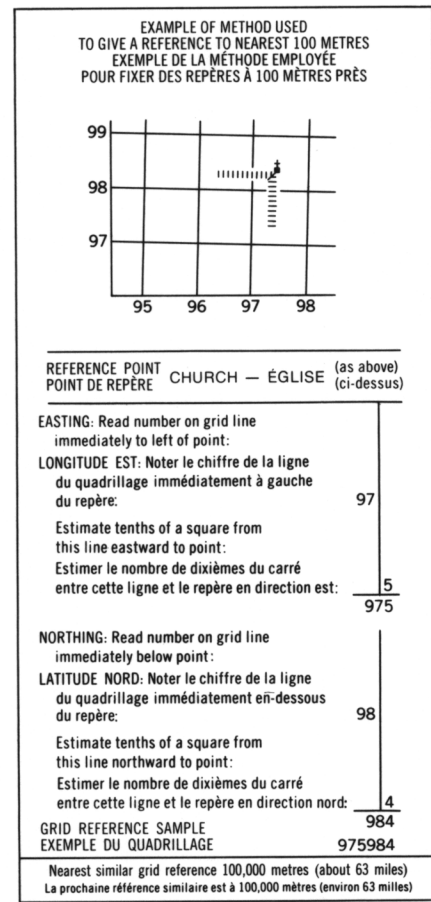 EXAMPLE OF METHOD USED
TO GIVE A REFERENCE TO NEAREST 100 METRES
EXEMPLE DE LA MÉTHODE EMPLOYÉE
POUR FIXER DES REPÈRES À 100 MÈTRES PRÈS
99
98
97
95 96 97 98
REFERENCE POINT
POINT DE REPÈRE
CHURCH — ÉGLISE
(as above)
(ci-dessus)
EASTING: Read number on grid line
immediately to left of point:
LONGITUDE EST: Noter le chiffre de la ligne
du quadrillage immédiatement à gauche
du repère: 97
Estimate tenths of a square from
this line eastward to point:
Estimer le nombre de dixièmes du carré
entre cette ligne et le repère en direction est: 5
975
NORTHING: Read number on grid line
immediately below point:
LATITUDE NORD: Noter le chiffre de la ligne
du quadrillage immédiatement en-dessous
du repère: 98
Estimate tenths of a square from
this line northward to point:
Estimer le nombre de dixièmes du carré
entre cette ligne et le repère en direction nord: 4
984
GRID REFERENCE SAMPLE
EXEMPLE DU QUADRILLAGE 975984
Nearest similar grid reference 100,000 metres (about 63 miles)
La prochaine référence similaire est à 100,000 mètres (environ 63 milles)